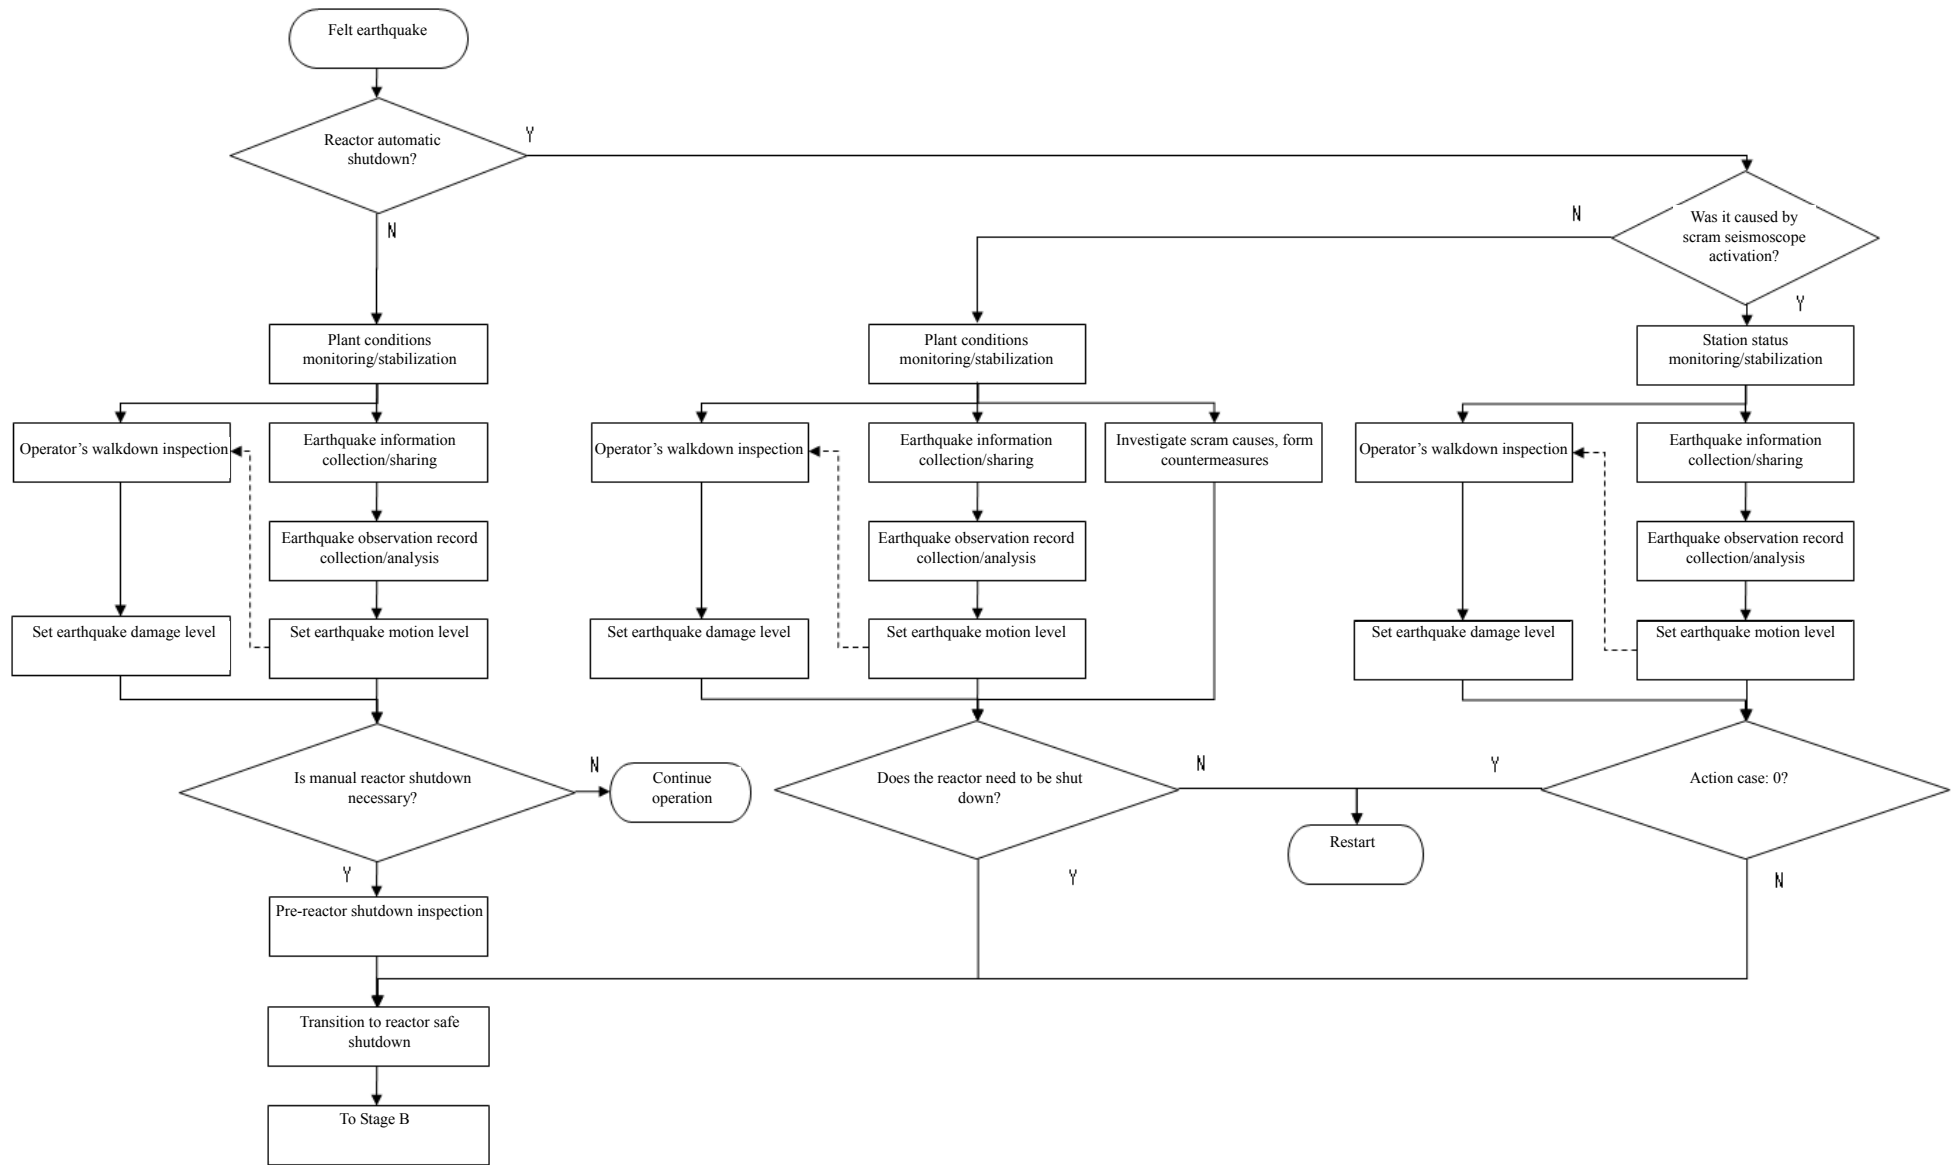 Felt earthquake
Reactor automatic
shutdown?
Y
N
Was it caused by
scram seismoscope
activation?
N
Y
Plant conditions
monitoring/stabilization
Plant conditions
monitoring/stabilization
Station status
monitoring/stabilization
Operator’s walkdown inspection
Earthquake information
collection/sharing
Operator’s walkdown inspection
Earthquake information
collection/sharing
Investigate scram causes, form
countermeasures
Operator’s walkdown inspection
Earthquake information
collection/sharing
Earthquake observation record
collection/analysis
Earthquake observation record
collection/analysis
Earthquake observation record
collection/analysis
Set earthquake damage level
Set earthquake motion level
Set earthquake damage level
Set earthquake motion level
Set earthquake damage level
Set earthquake motion level
Is manual reactor shutdown
necessary?
N
Continue
operation
Does the reactor need to be shut
down?
N
Y
Action case: 0?
Restart
Y
Y
N
Pre-reactor shutdown inspection
Transition to reactor safe
shutdown
To Stage B